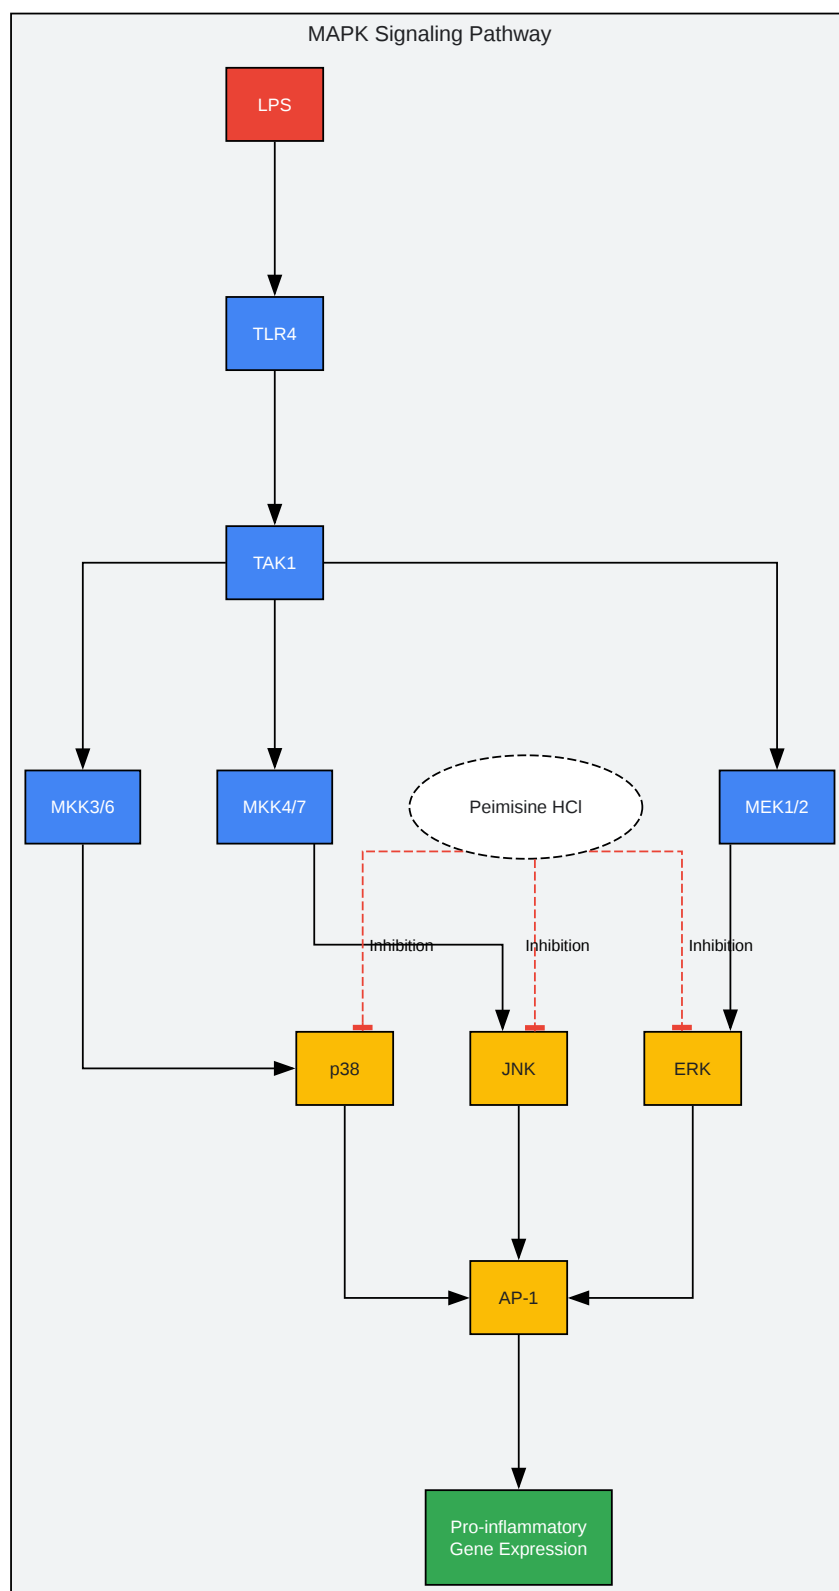 MAPK Signaling Pathway
LPS
TLR4
TAK1
MKK3/6
MKK4/7
Peimisine HCl
MEK1/2
Inhibition
Inhibition
Inhibition
p38
JNK
ERK
AP-1
Pro-inflammatory
Gene Expression